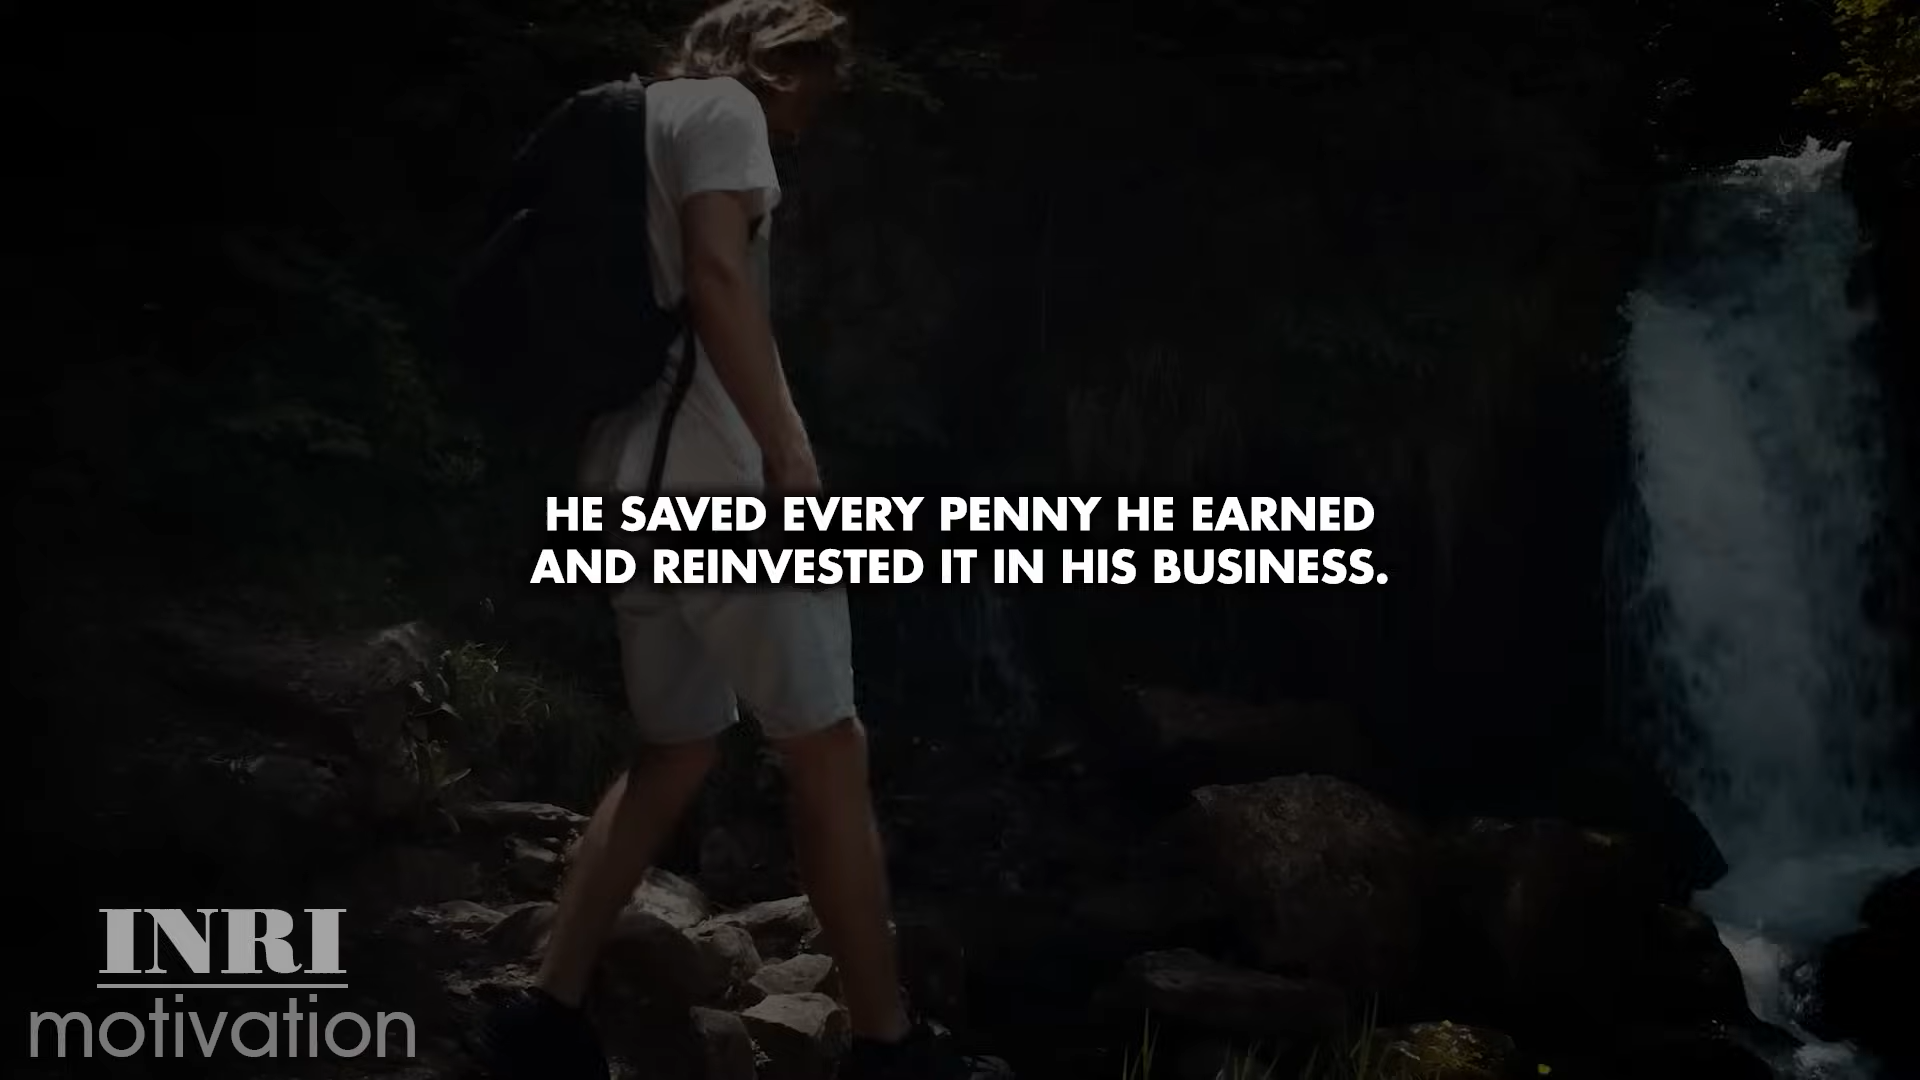 HE SAVED EVERY PENNY HE EARNED
AND REINVESTED IT IN HIS BUSINESS.
INRI
motivation